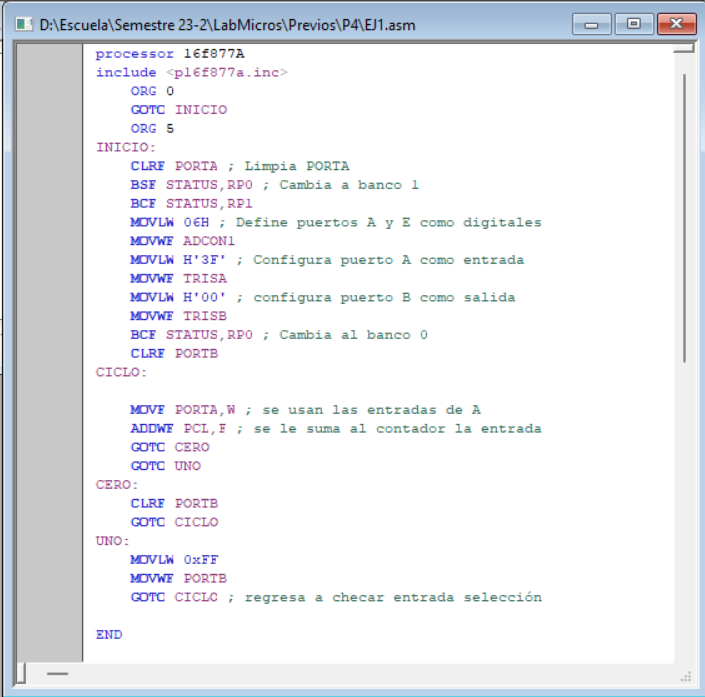 D:\Escuela\Semestre 23-2\LabMicros\Previos\P4\EJ1.asm
processor 16f877A
include <p16f877a.inc>
ORG 0
GOTO INICIO
ORG 5
INICIO:
CLRF PORTA ; Limpia PORTA
BSF STATUS,RP0 ; Cambia a banco 1
BCF STATUS,RP1
MOVLW 06H ; Define puertos A y E como digitales
MOVWF ADCON1
MOVLW H'3F' ; Configura puerto A como entrada
MOVWF TRISA
MOVLW H'00' ; configura puerto B como salida
MOVWF TRISB
BCF STATUS,RP0 ; Cambia al banco 0
CLRF PORTB
CICLO:
MOVF PORTA,W ; se usan las entradas de A
ADDWF PCL,F ; se le suma al contador la entrada
GOTO CERO
GOTO UNO
CERO:
CLRF PORTB
GOTO CICLO
UNO:
MOVLW 0xFF
MOVWF PORTB
GOTO CICLO ; regresa a checar entrada selección
END